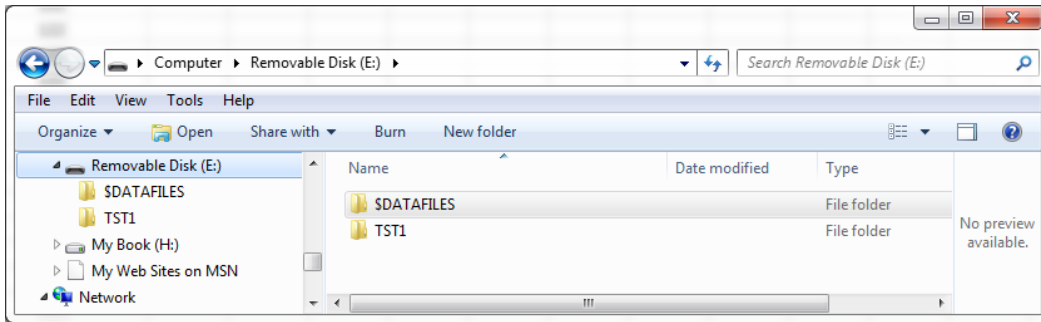 Computer Removable Disk (E:) Search Removable Disk (E:)
File Edit View Tools Help
Organize Open Share with Burn New folder
Removable Disk (E:)
$DATAFILES
TST1
My Book (H:)
My Web Sites on MSN
Network
Name Date modified Type
$DATAFILES File folder
TST1 File folder
No preview
available.